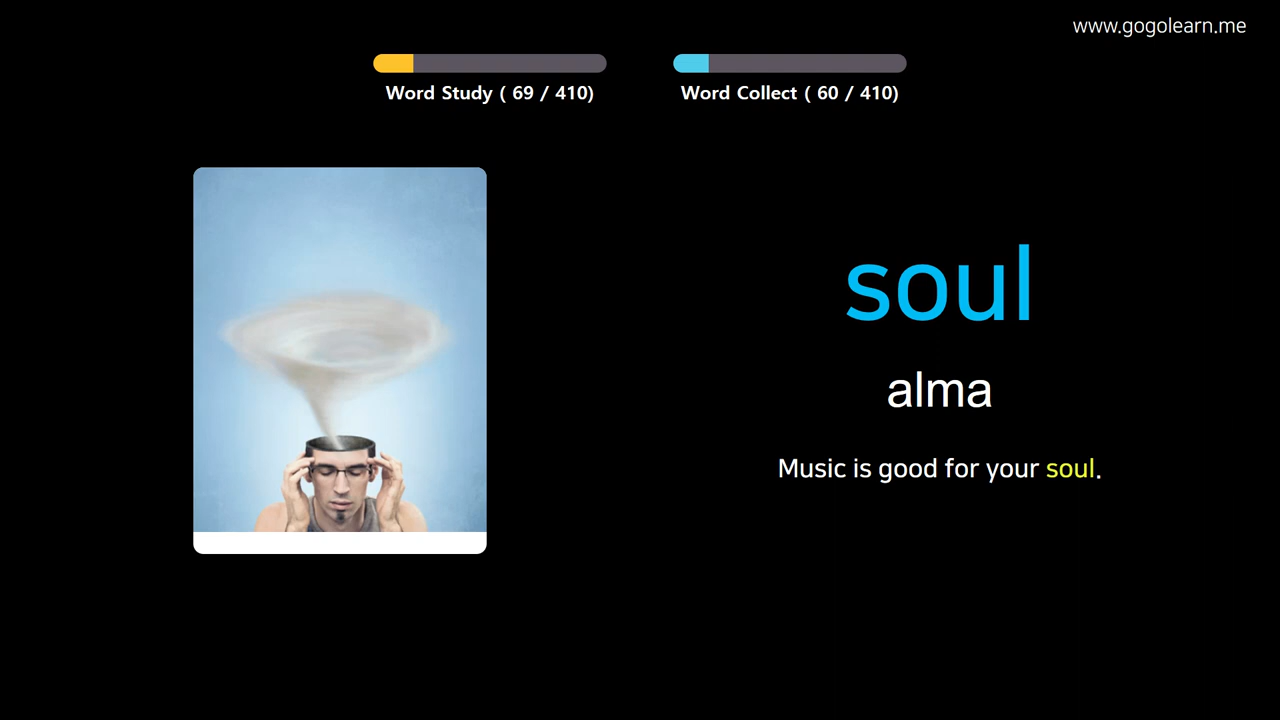 www.gogolearn.me
Word Study ( 69 / 410)
Word Collect ( 60 / 410)
soul
alma
Music is good for your soul.